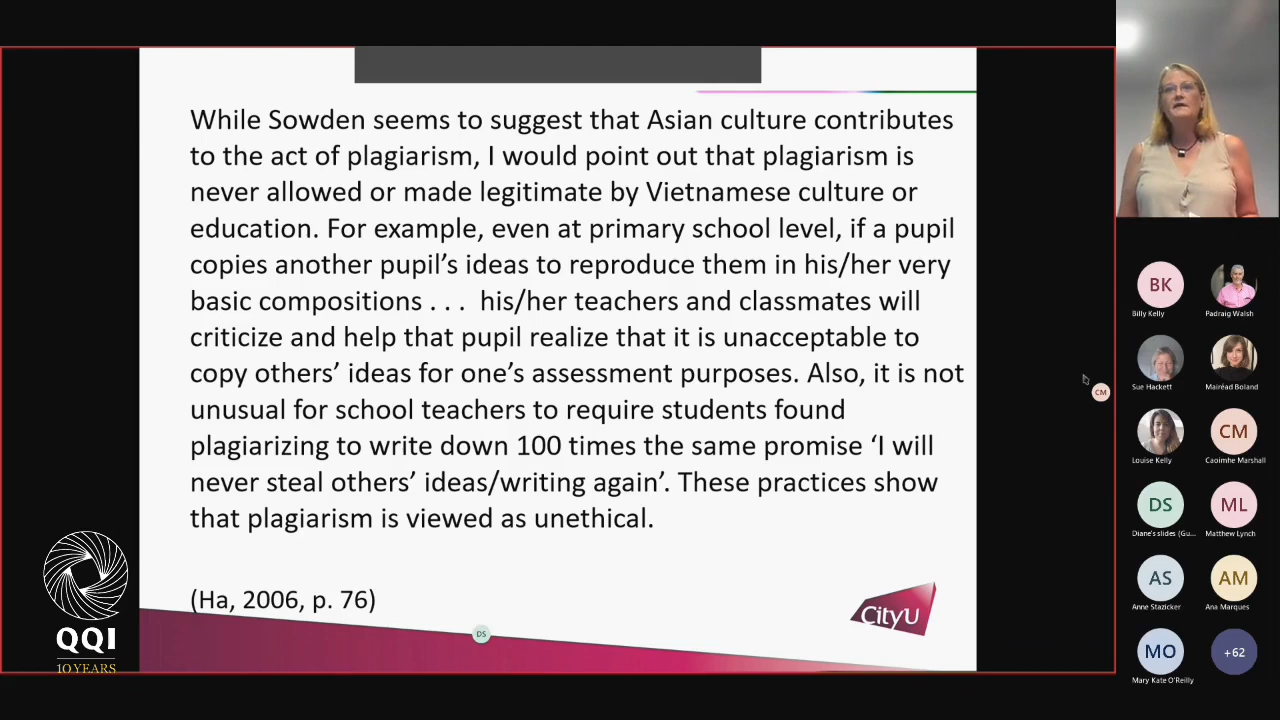 While Sowden seems to suggest that Asian culture contributes
to the act of plagiarism, I would point out that plagiarism is
never allowed or made legitimate by Vietnamese culture or
education. For example, even at primary school level, if a pupil
copies another pupil's ideas to reproduce them in his/her very
basic compositions . . .  his/her teachers and classmates will
criticize and help that pupil realize that it is unacceptable to
copy others' ideas for one's assessment purposes. Also, it is not
unusual for school teachers to require students found
plagiarizing to write down 100 times the same promise 'I will
never steal others' ideas/writing again'. These practices show
that plagiarism is viewed as unethical.
(Ha, 2006, p. 76)
CityU
DS
QQI
10 YEARS
CM
BK
Billy Kelly
Padraig Walsh
Sue Hackett
Mairéad Boland
Louise Kelly
CM
Caoimhe Marshall
DS
Diane's slides (Gu...
ML
Matthew Lynch
AS
Anne Stazicker
AM
Ana Marques
MO
Mary Kate O'Reilly
+62